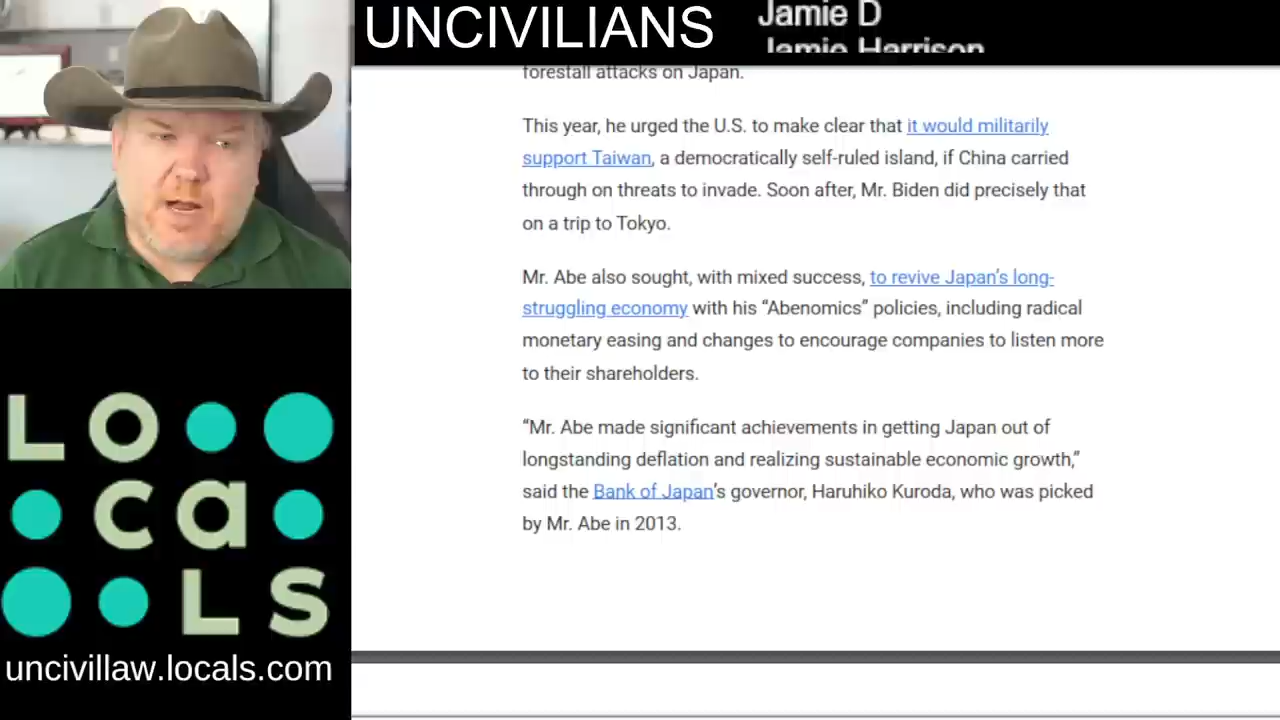 UNCIVILIANS
Jamie D
Jamie Harrison
forestall attacks on Japan.
This year, he urged the U.S. to make clear that it would militarily
support Taiwan, a democratically self-ruled island, if China carried
through on threats to invade. Soon after, Mr. Biden did precisely that
on a trip to Tokyo.
Mr. Abe also sought, with mixed success, to revive Japan’s long-
struggling economy with his “Abenomics” policies, including radical
monetary easing and changes to encourage companies to listen more
to their shareholders.
“Mr. Abe made significant achievements in getting Japan out of
longstanding deflation and realizing sustainable economic growth,”
said the Bank of Japan’s governor, Haruhiko Kuroda, who was picked
by Mr. Abe in 2013.
Lo
ca
LS
uncivillaw.locals.com